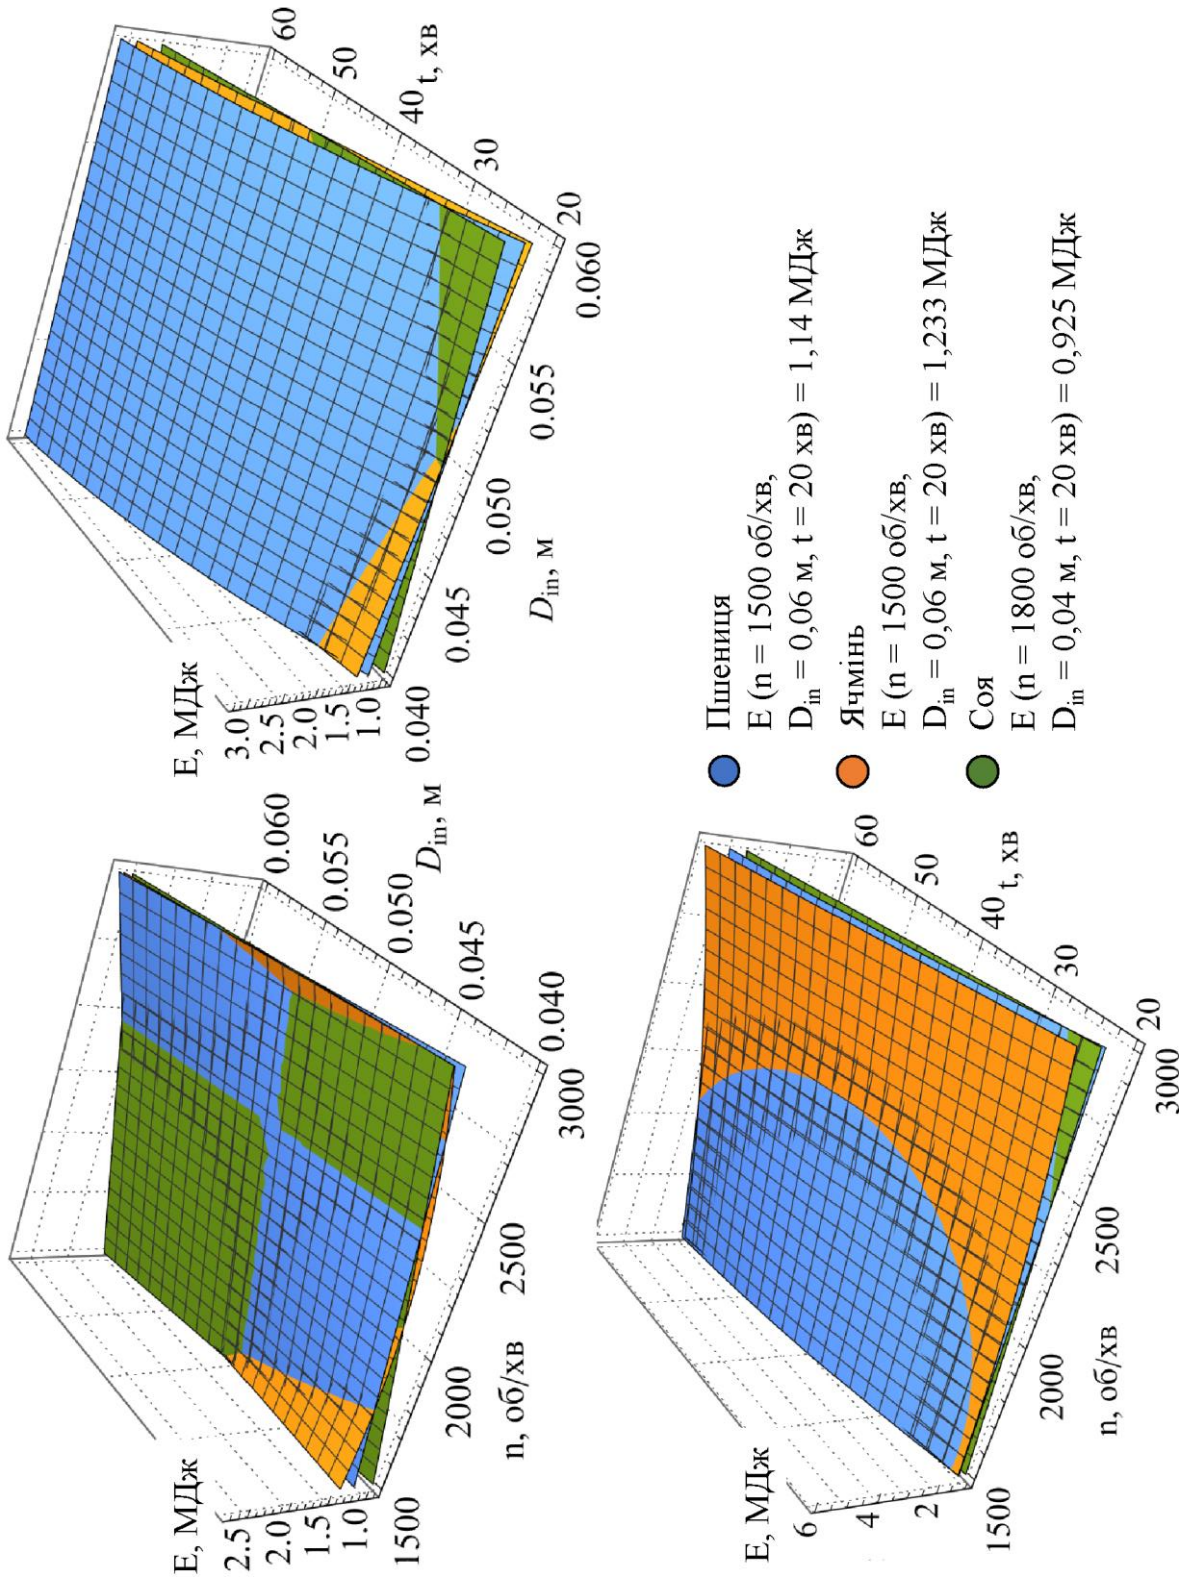 E, МДж
2.5
2.0
1.5
1.0
1500
2000
2500
3000
n, об/хв
0.040
0.045
0.050
0.055
0.060
D_in, м
E, МДж
3.0
2.5
2.0
1.5
1.0
0.040
0.045
0.050
0.055
0.060
D_in, м
20
30
40
50
60
t, хв
E, МДж
6
4
2
1500
2000
2500
3000
n, об/хв
20
30
40
50
60
t, хв
Пшениця
E (n = 1500 об/хв,
D_in = 0,06 м, t = 20 хв) = 1,14 МДж
Ячмінь
E (n = 1500 об/хв,
D_in = 0,06 м, t = 20 хв) = 1,233 МДж
Соя
E (n = 1800 об/хв,
D_in = 0,04 м, t = 20 хв) = 0,925 МДж